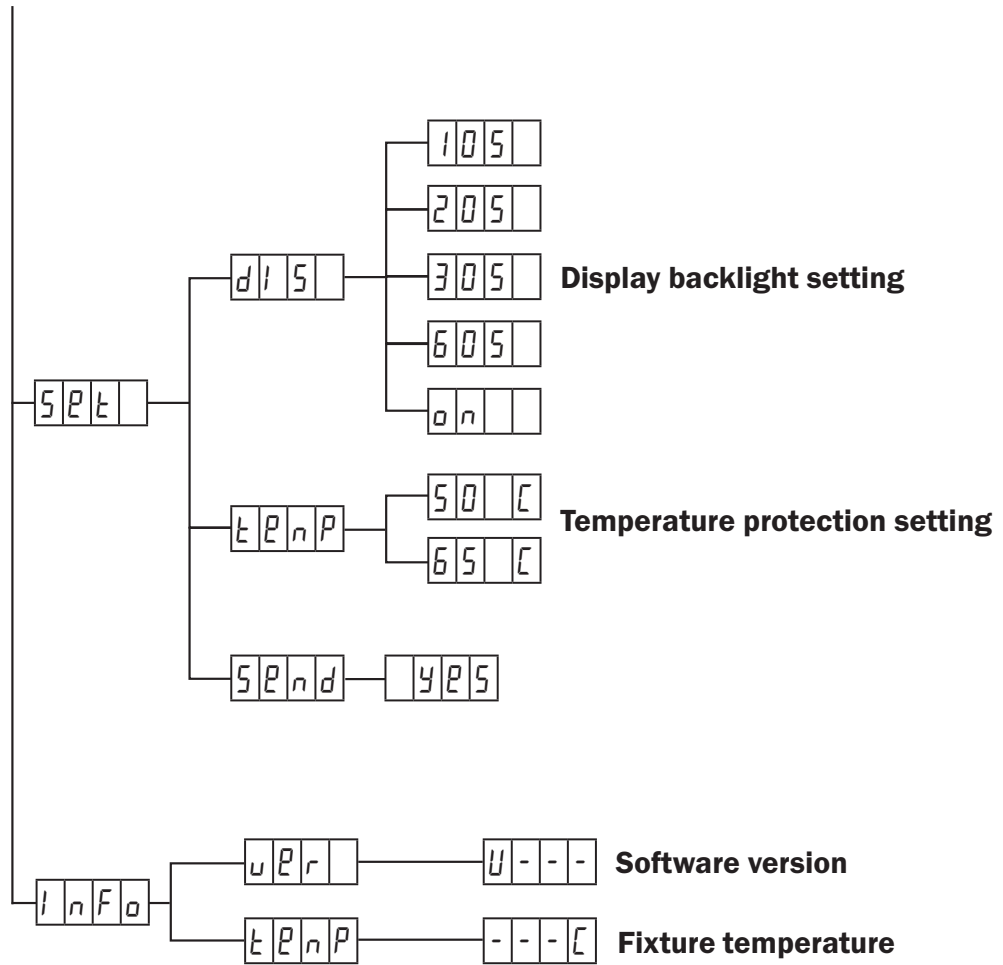 10S
20S
dIS
30S
Display backlight setting
60S
Set
on
50 C
Temperature protection setting
tenP
65 C
Send
yes
ver
U---
Software version
InFo
tenP
---C
Fixture temperature